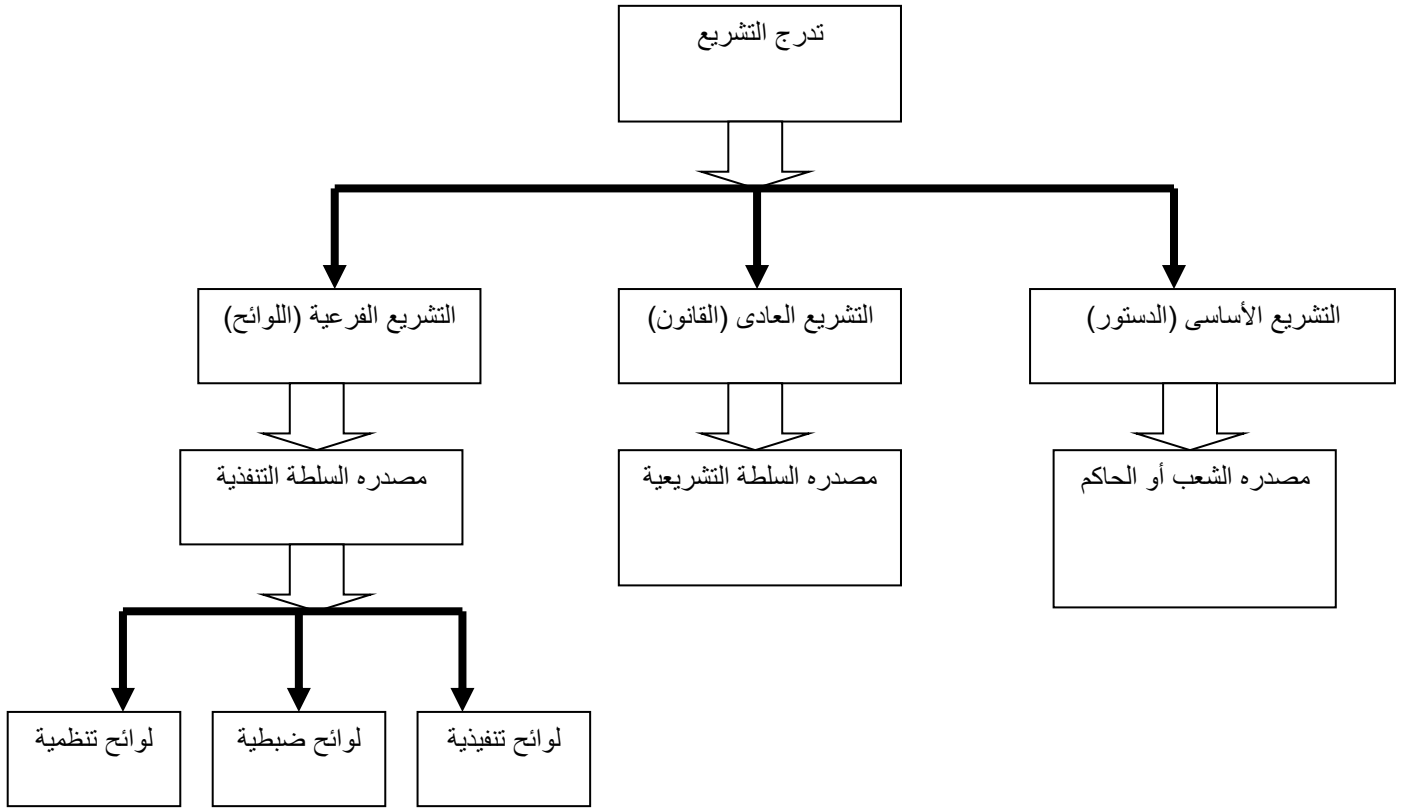 تدرج التشريع
التشريع الأساسى (الدستور)
التشريع العادى (القانون)
التشريع الفرعية (اللوائح)
مصدره الشعب أو الحاكم
مصدره السلطة التشريعية
مصدره السلطة التنفذية
لوائح تنفيذية
لوائح ضبطية
لوائح تنظمية